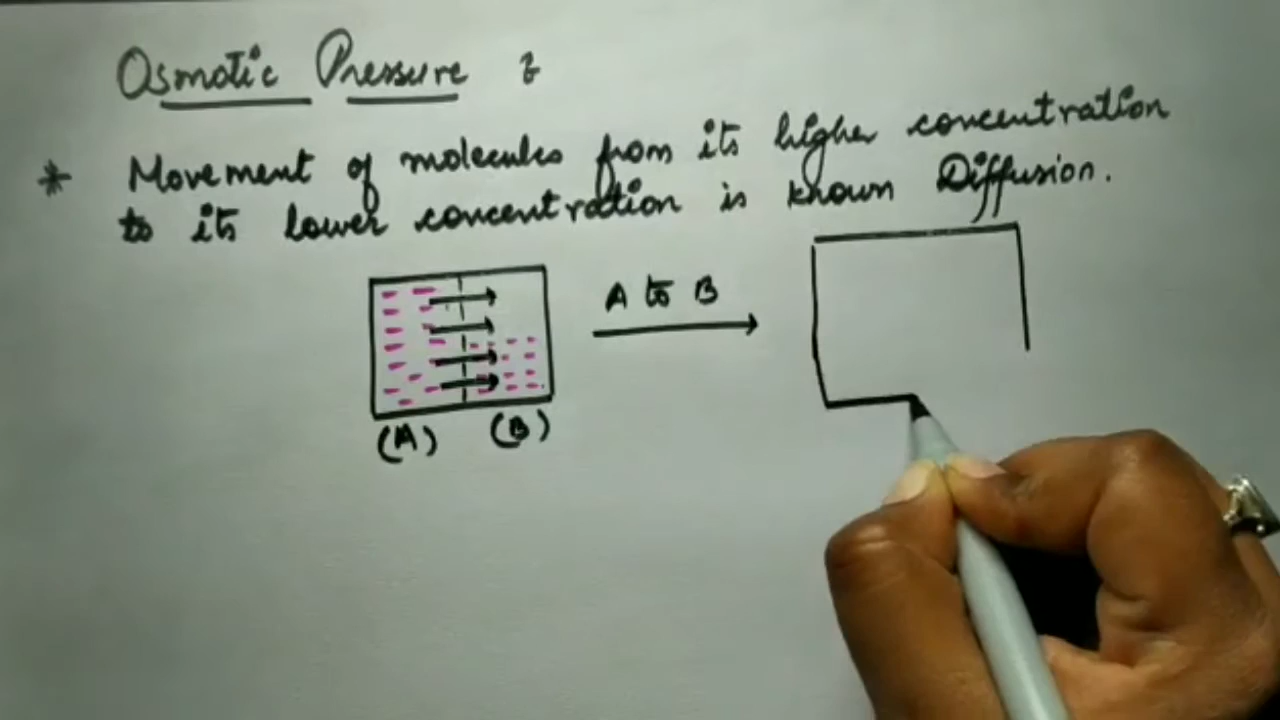 Osmotic Pressure :
* Movement of molecules from its higher concentration
to its lower concentration is known Diffusion.
A to B
(A) (B)